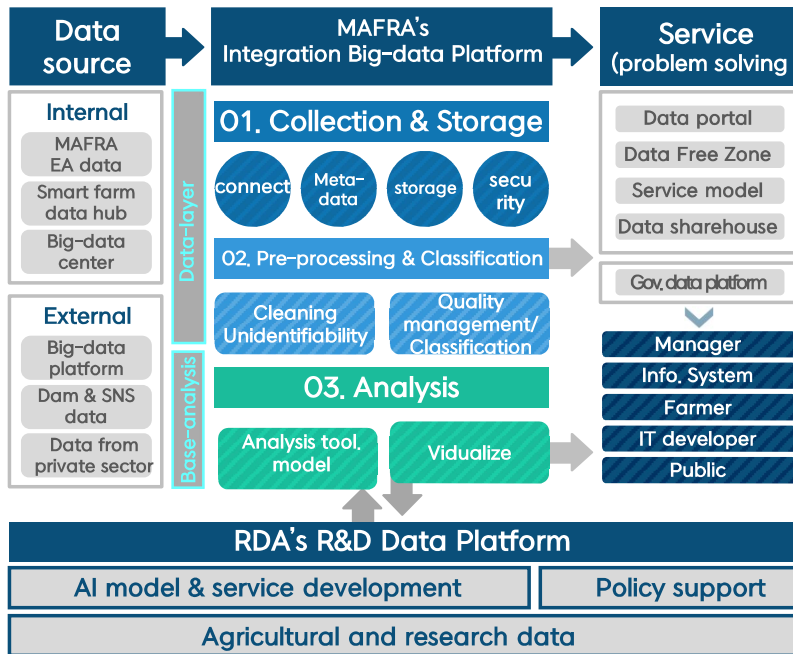 Data
source
MAFRA's
Integration Big-data Platform
Service
(problem solving
Internal
MAFRA
EA data
Smart farm
data hub
Big-data
center
External
Big-data
platform
Dam & SNS
data
Data from
private sector
Data-layer
Base-analysis
01. Collection & Storage
connect
Meta-
data
storage
secu
rity
02. Pre-processing & Classification
Cleaning
Unidentifiability
Quality
management/
Classification
03. Analysis
Analysis tool,
model
Vidualize
Data portal
Data Free Zone
Service model
Data sharehouse
Gov. data platform
Manager
Info. System
Farmer
IT developer
Public
RDA's R&D Data Platform
AI model & service development
Policy support
Agricultural and research data